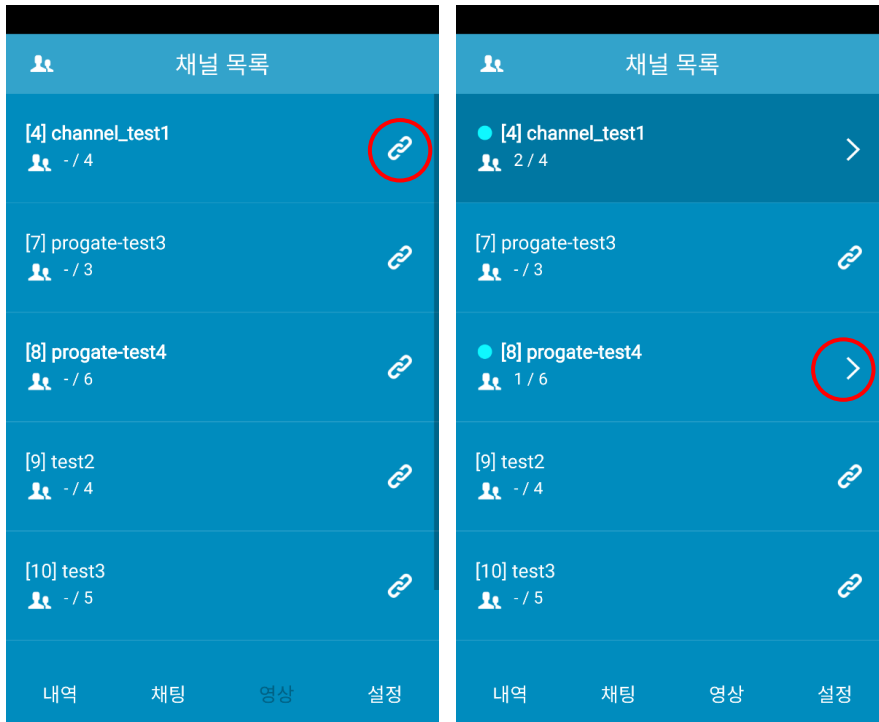 채널 목록
[4] channel_test1
- / 4
[7] progate-test3
- / 3
[8] progate-test4
- / 6
[9] test2
- / 4
[10] test3
- / 5
내역 채팅 영상 설정
채널 목록
[4] channel_test1
2 / 4
[7] progate-test3
- / 3
[8] progate-test4
1 / 6
[9] test2
- / 4
[10] test3
- / 5
내역 채팅 영상 설정